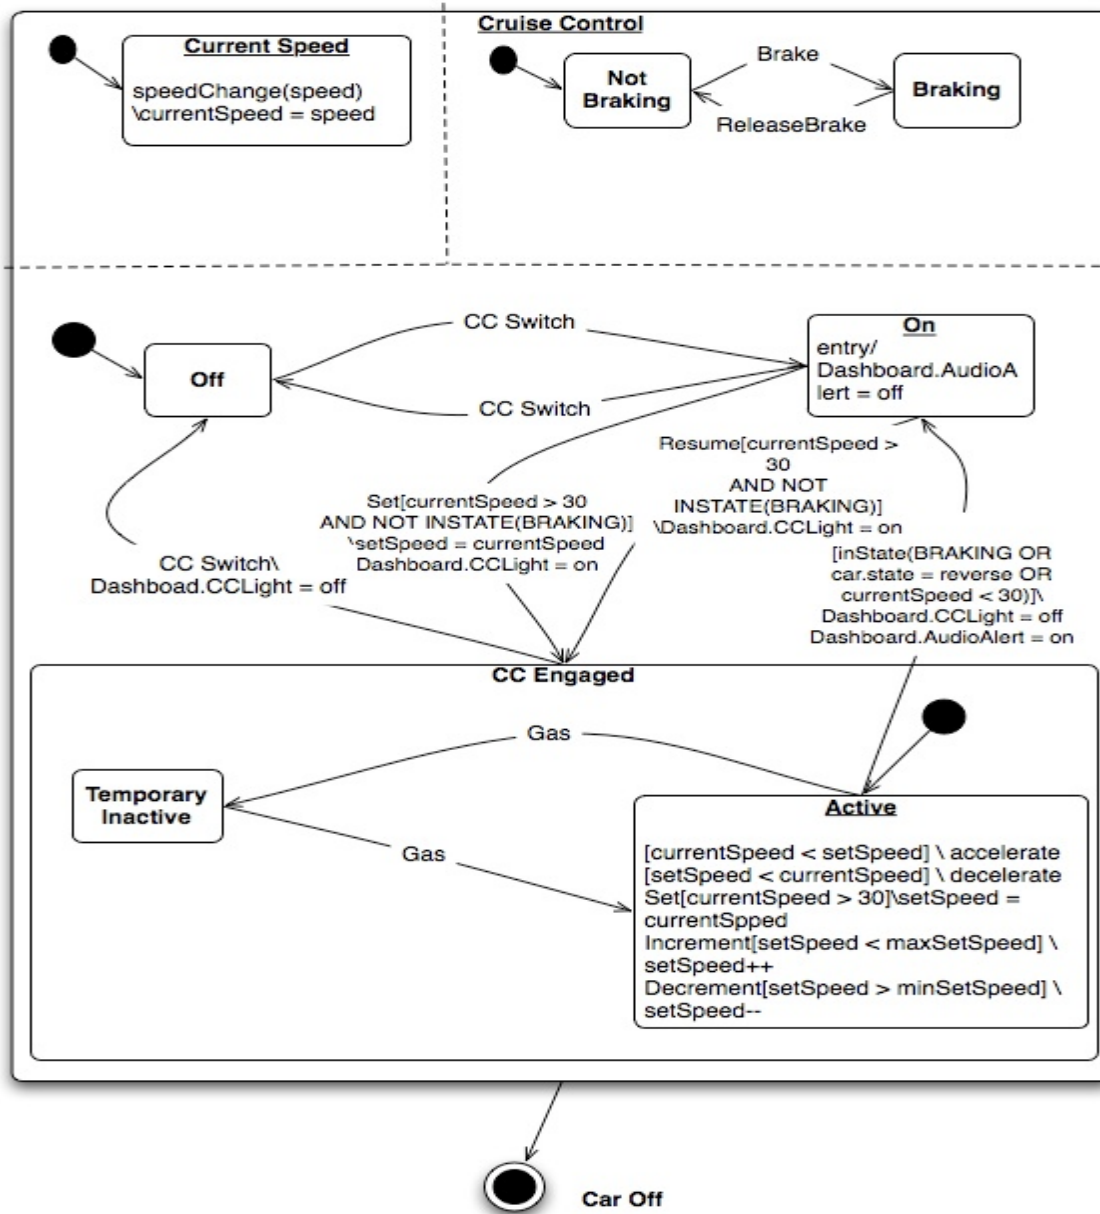 Cruise Control
Current Speed
speedChange(speed)
\currentSpeed = speed
Not
Braking
Brake
ReleaseBrake
Braking
Off
CC Switch
CC Switch
On
entry/
Dashboard.AudioA
lert = off
CC Switch\
Dashboad.CCLight = off
Set[currentSpeed > 30
AND NOT INSTATE(BRAKING)]
\setSpeed = currentSpeed
Dashboard.CCLight = on
Resume[currentSpeed >
30
AND NOT
INSTATE(BRAKING)]
\Dashboard.CCLight = on
[inState(BRAKING OR
car.state = reverse OR
currentSpeed < 30)]\
Dashboard.CCLight = off
Dashboard.AudioAlert = on
CC Engaged
Gas
Temporary
Inactive
Gas
Active
[currentSpeed < setSpeed] \ accelerate
[setSpeed < currentSpeed] \ decelerate
Set[currentSpeed > 30]\setSpeed =
currentSpped
Increment[setSpeed < maxSetSpeed] \
setSpeed++
Decrement[setSpeed > minSetSpeed] \
setSpeed--
Car Off